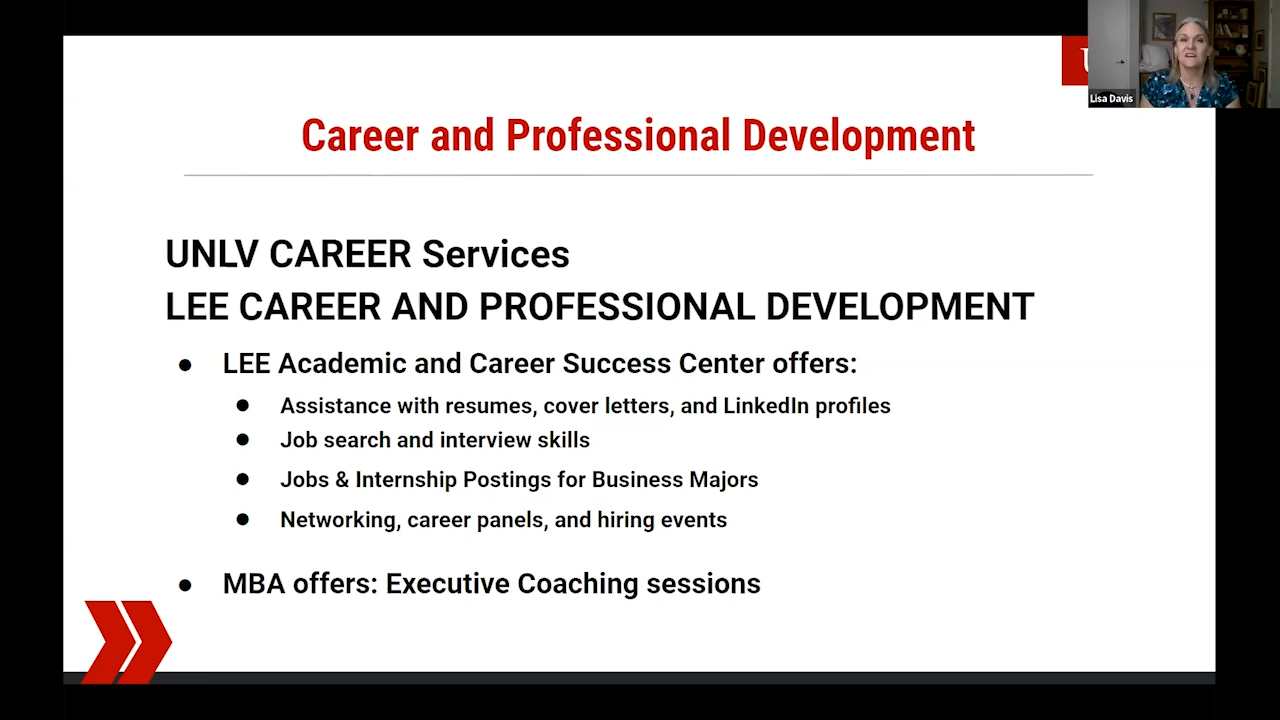 Lisa Davis
Career and Professional Development
UNLV CAREER Services
LEE CAREER AND PROFESSIONAL DEVELOPMENT
● LEE Academic and Career Success Center offers:
● Assistance with resumes, cover letters, and LinkedIn profiles
● Job search and interview skills
● Jobs & Internship Postings for Business Majors
● Networking, career panels, and hiring events
● MBA offers: Executive Coaching sessions